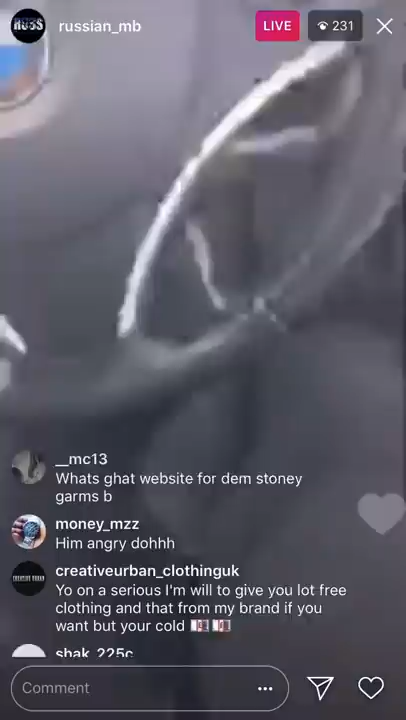 RUSS
russian_mb
LIVE
231
__mc13
Whats ghat website for dem stoney
garms b
money_mzz
Him angry dohhh
creativeurban_clothinguk
Yo on a serious I'm will to give you lot free
clothing and that from my brand if you
want but your cold
shak_225c
Comment